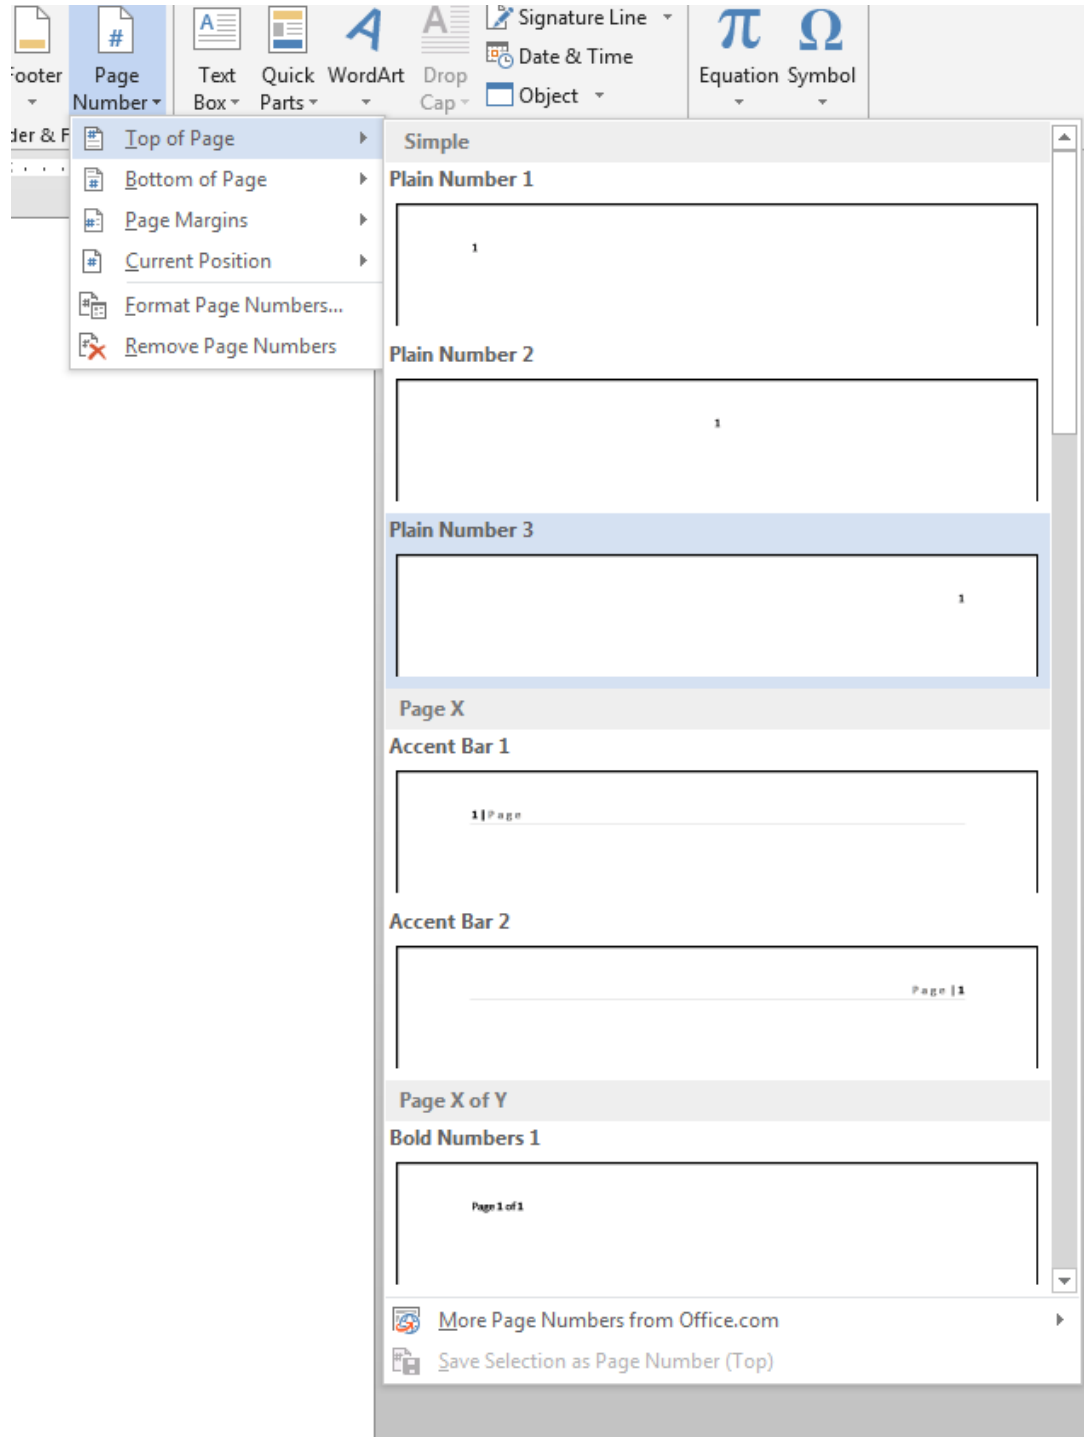 Signature Line
Date & Time
Object
Footer
Page Number
Text Box
Quick Parts
WordArt
Drop Cap
Equation
Symbol
der & F
Top of Page
Bottom of Page
Page Margins
Current Position
Format Page Numbers...
Remove Page Numbers
Simple
Plain Number 1
1
Plain Number 2
1
Plain Number 3
1
Page X
Accent Bar 1
1 | Page
Accent Bar 2
Page | 1
Page X of Y
Bold Numbers 1
Page 1 of 1
More Page Numbers from Office.com
Save Selection as Page Number (Top)